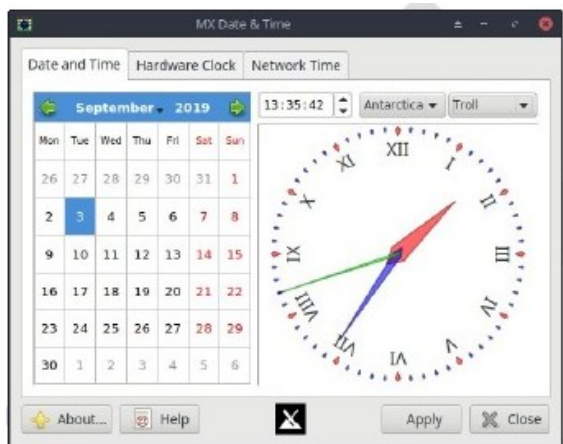 MX Date & Time
Date and Time Hardware Clock Network Time
September 2019 13:35:42 Antarctica Troll
Mon Tue Wed Thu Fri Sat Sun
26 27 28 29 30 31 1
2 3 4 5 6 7 8
9 10 11 12 13 14 15
16 17 18 19 20 21 22
23 24 25 26 27 28 29
30 1 2 3 4 5 6
XII
I
II
III
IV
V
VI
VII
VIII
IX
X
XI
About... Help X Apply Close